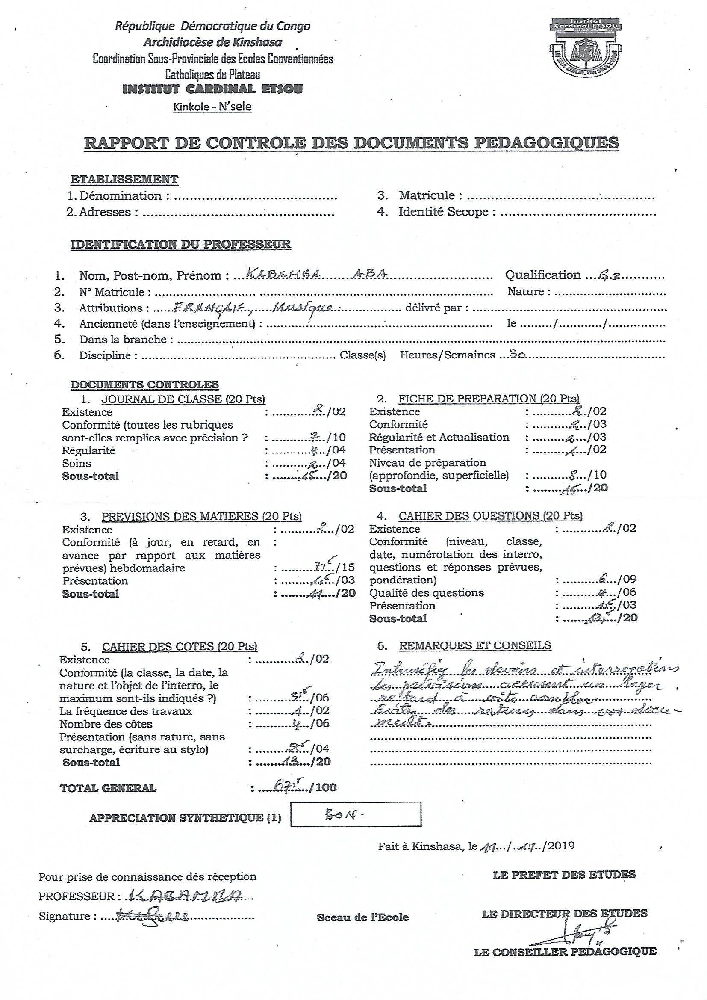 République Démocratique du Congo
Archidiocèse de Kinshasa
Coordination Sous-Provinciale des Ecoles Conventionnées
Catholiques du Plateau
INSTITUT CARDINAL ETSOU
Kinkole - N'sele
Institut
Cardinal ETSOU
UN SEUL CŒUR, UN SEUL
RAPPORT DE CONTROLE DES DOCUMENTS PEDAGOGIQUES
ETABLISSEMENT
1. Dénomination : ..........
3. Matricule : ..........
2. Adresses : ..........
4. Identité Secope : ..........
IDENTIFICATION DU PROFESSEUR
1. Nom, Post-nom, Prénom : KABAMBA ABA Qualification G3
2. N° Matricule : .......... Nature : ..........
3. Attributions : FRANÇAIS, Musique. délivré par : ..........
4. Ancienneté (dans l'enseignement) : .......... le ....../....../......
5. Dans la branche : ..........
6. Discipline : .......... Classe(s) Heures/Semaines 30
DOCUMENTS CONTROLES
1. JOURNAL DE CLASSE (20 Pts)
Existence : 2/02
Conformité (toutes les rubriques
sont-elles remplies avec précision ? : 7/10
Régularité : 4/04
Soins : 2/04
Sous-total : 15/20
2. FICHE DE PREPARATION (20 Pts)
Existence : 2/02
Conformité : 2/03
Régularité et Actualisation : 2/03
Présentation : 1/02
Niveau de préparation
(approfondie, superficielle) : 8/10
Sous-total : 15/20
3. PREVISIONS DES MATIERES (20 Pts)
Existence : 2/02
Conformité (à jour, en retard, en :
avance par rapport aux matières
prévues) hebdomadaire : 7,5/15
Présentation : 1,5/03
Sous-total : 11/20
4. CAHIER DES QUESTIONS (20 Pts)
Existence : 2/02
Conformité (niveau, classe,
date, numérotation des interro,
questions et réponses prévues,
pondération) : 6/09
Qualité des questions : 4/06
Présentation : 1,5/03
Sous-total : 13,5/20
5. CAHIER DES COTES (20 Pts)
Existence : 2/02
Conformité (la classe, la date, la
nature et l'objet de l'interro, le
maximum sont-ils indiqués ?) : 3,5/06
La fréquence des travaux : 1/02
Nombre des côtes : 4/06
Présentation (sans rature, sans
surcharge, écriture au stylo) : 2,5/04
Sous-total : 13/20
6. REMARQUES ET CONSEILS
Intensifiez les devoirs et interrogations
Les prévisions accusent un léger
retard à vite combler
Evitez des ratures dans vos docu-
ment.
TOTAL GENERAL : 67,5/100
APPRECIATION SYNTHETIQUE (1) BON.
Fait à Kinshasa, le 11/ /2019
Pour prise de connaissance dès réception
LE PREFET DES ETUDES
PROFESSEUR : KABAMBA
Signature : ..........
Sceau de l'Ecole
LE DIRECTEUR DES ETUDES
LE CONSEILLER PEDAGOGIQUE